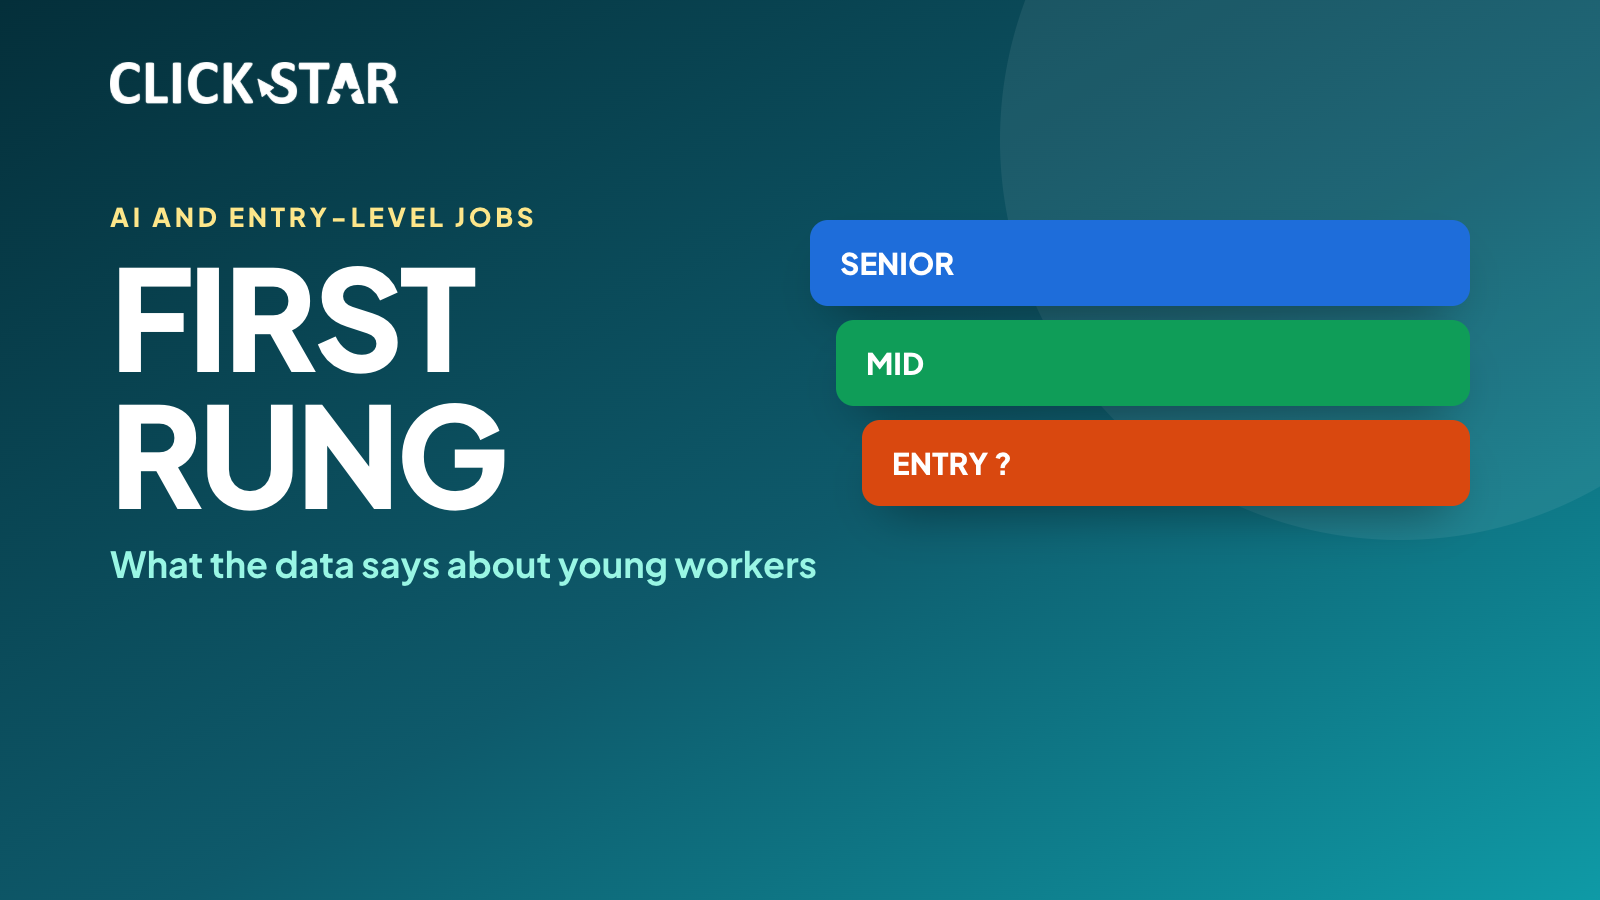 CLICKSTAR
AI AND ENTRY-LEVEL JOBS
FIRST
RUNG
What the data says about young workers
SENIOR
MID
ENTRY ?